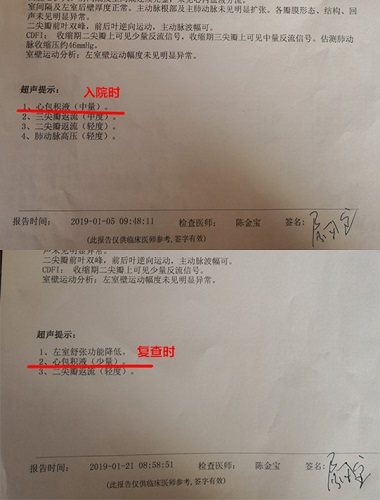 室间隔及左室后壁厚度正常。主动脉根部及主肺动脉未见明显扩张。各瓣膜形态、结构、回
声未见明显异常。
二尖瓣前叶双峰，前后叶逆向运动，主动脉波幅可。
CDFI： 收缩期二尖瓣上可见少量反流信号，收缩期三尖瓣上可见中量反流信号。估测肺动
脉收缩压约46mmHg。
室壁运动分析：左室壁运动幅度未见明显异常。
超声提示：
入院时
1、心包积液（中量）。
2、三尖瓣返流（中度）。
3、二尖瓣返流（轻度）。
4、肺动脉高压（轻度）。
报告时间： 2019-01-05 09:48:11 检查医师： 陈金宝 签名：
(此报告仅供临床医师参考,签字有效)
声未见明显异常。
二尖瓣前叶双峰，前后叶逆向运动，主动脉波幅可。
CDFI： 收缩期二尖瓣上可见少量反流信号。
室壁运动分析：左室壁运动幅度未见明显异常。
超声提示：
1、左室舒张功能降低。
复查时
2、心包积液（少量）。
3、二尖瓣返流（轻度）。
报告时间： 2019-01-21 08:58:51 检查医师： 陈金宝 签名：
(此报告仅供临床医师参考,签字有效)